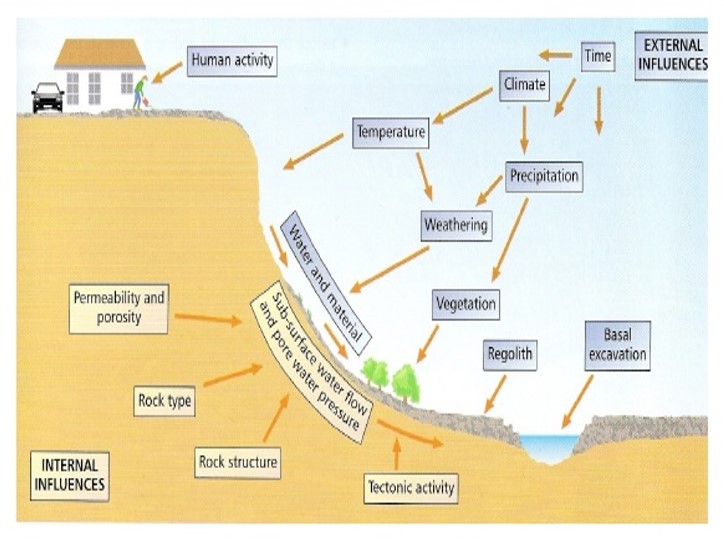 Human activity
Time
EXTERNAL
INFLUENCES
Climate
Temperature
Precipitation
Weathering
Water and material
Vegetation
Permeability and
porosity
Sub-surface water flow
and pore water pressure
Regolith
Basal
excavation
Rock type
Rock structure
INTERNAL
INFLUENCES
Tectonic activity